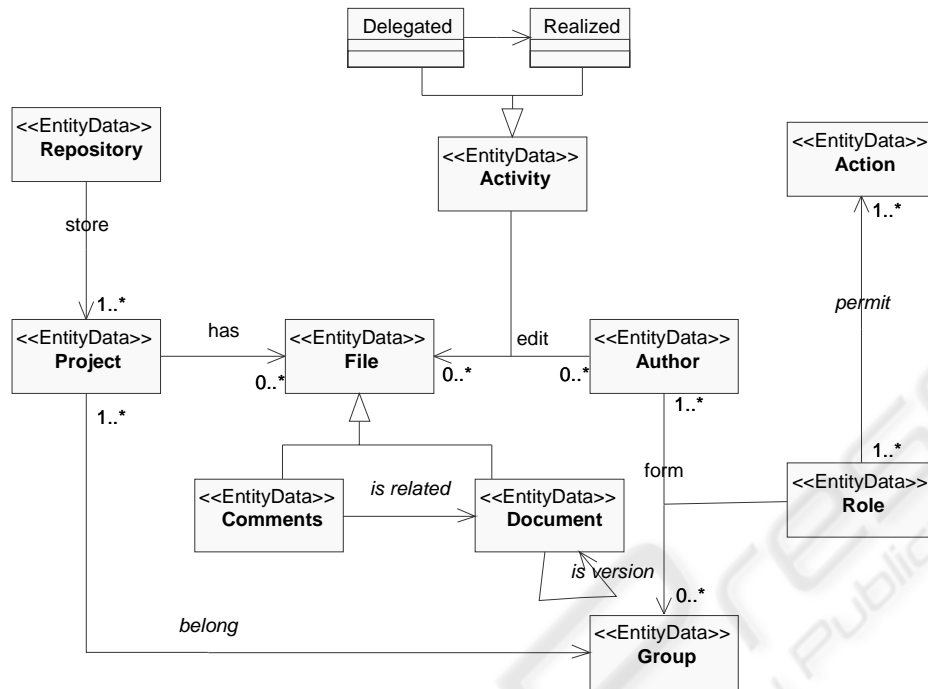 Delegated
Realized
<<EntityData>>
Repository
<<EntityData>>
Activity
<<EntityData>>
Action
store
1..*
permit
1..*
<<EntityData>>
Project
has
0..*
<<EntityData>>
File
0..*
edit
0..*
<<EntityData>>
Author
1..*
1..*
form
1..*
<<EntityData>>
Role
<<EntityData>>
Comments
is related
<<EntityData>>
Document
is version
belong
0..*
<<EntityData>>
Group